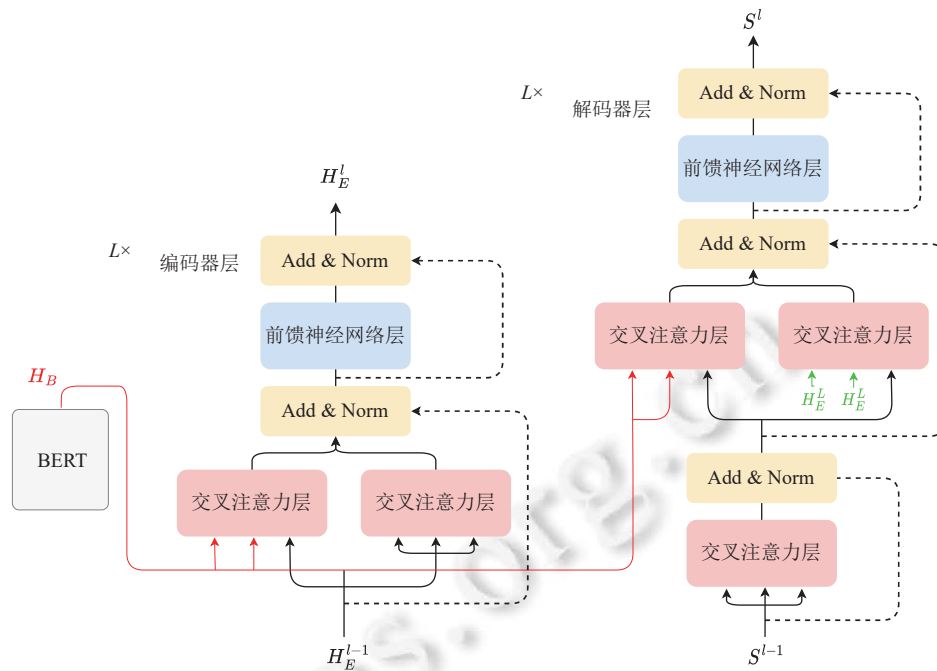 S^l
Add & Norm
L×
解码器层
前馈神经网络层
H_E^l
Add & Norm
L×
编码器层
Add & Norm
前馈神经网络层
交叉注意力层
交叉注意力层
H_B
H_E^L
H_E^L
Add & Norm
BERT
Add & Norm
交叉注意力层
交叉注意力层
交叉注意力层
H_E^{l-1}
S^{l-1}
s.org.cn